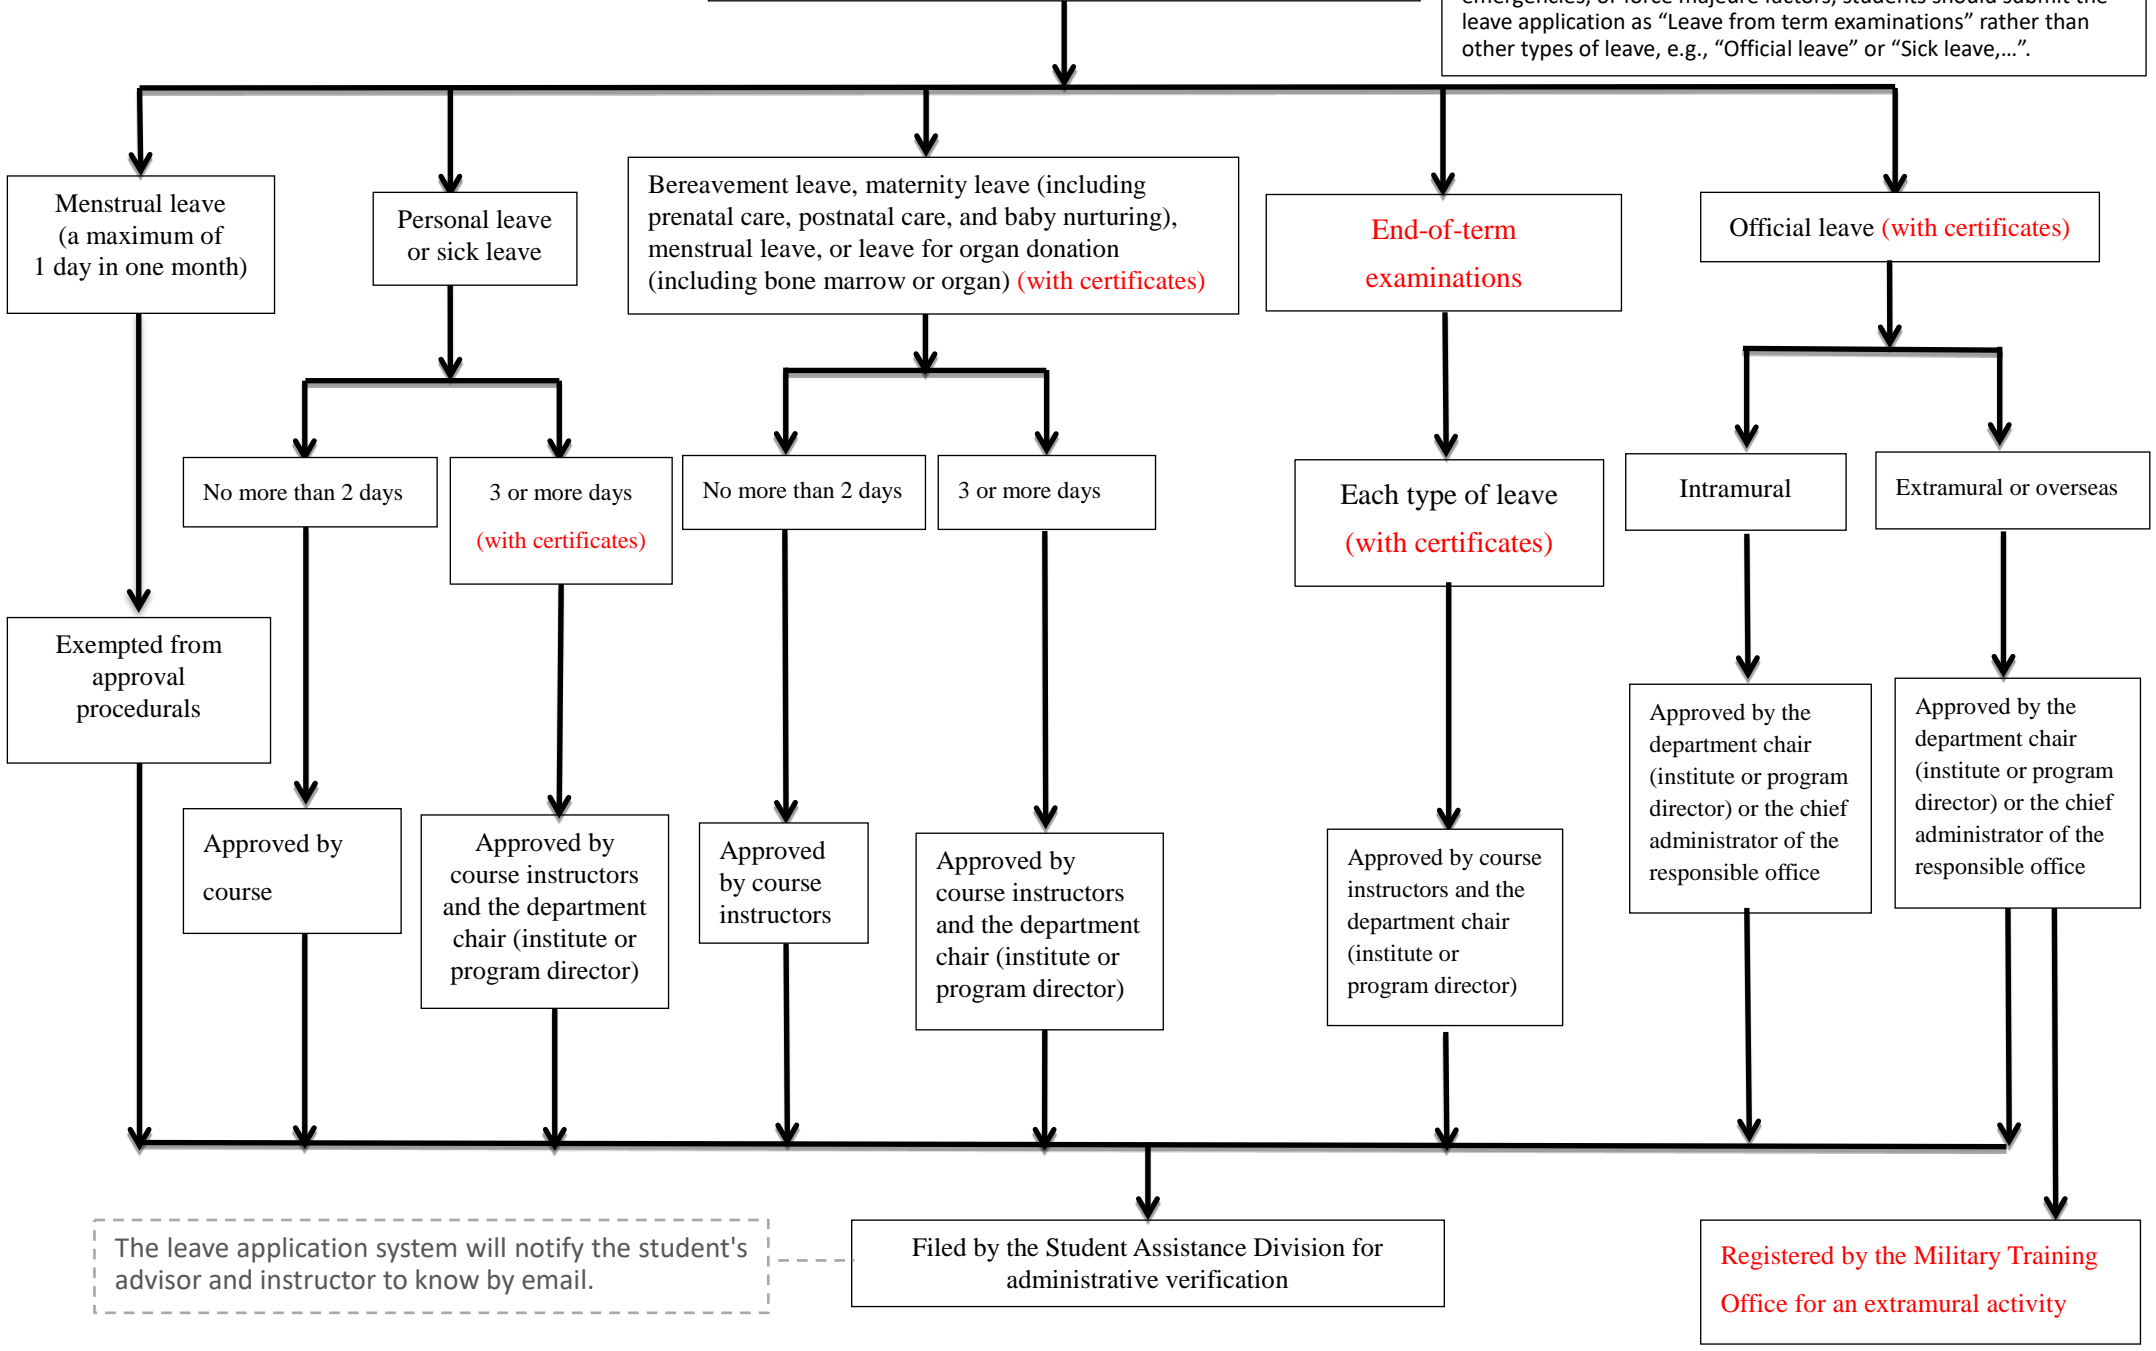 emergencies, or force majeure factors, students should submit the
leave application as “Leave from term examinations” rather than
other types of leave, e.g., “Official leave” or “Sick leave,…”.
Menstrual leave
(a maximum of
1 day in one month)
Personal leave
or sick leave
Bereavement leave, maternity leave (including
prenatal care, postnatal care, and baby nurturing),
menstrual leave, or leave for organ donation
(including bone marrow or organ) (with certificates)
End-of-term
examinations
Official leave (with certificates)
No more than 2 days
3 or more days
(with certificates)
No more than 2 days
3 or more days
Each type of leave
(with certificates)
Intramural
Extramural or overseas
Exempted from
approval
procedurals
Approved by
course
Approved by
course instructors
and the department
chair (institute or
program director)
Approved
by course
instructors
Approved by
course instructors
and the department
chair (institute or
program director)
Approved by course
instructors and the
department chair
(institute or
program director)
Approved by the
department chair
(institute or program
director) or the chief
administrator of the
responsible office
Approved by the
department chair
(institute or program
director) or the chief
administrator of the
responsible office
The leave application system will notify the student's
advisor and instructor to know by email.
Filed by the Student Assistance Division for
administrative verification
Registered by the Military Training
Office for an extramural activity